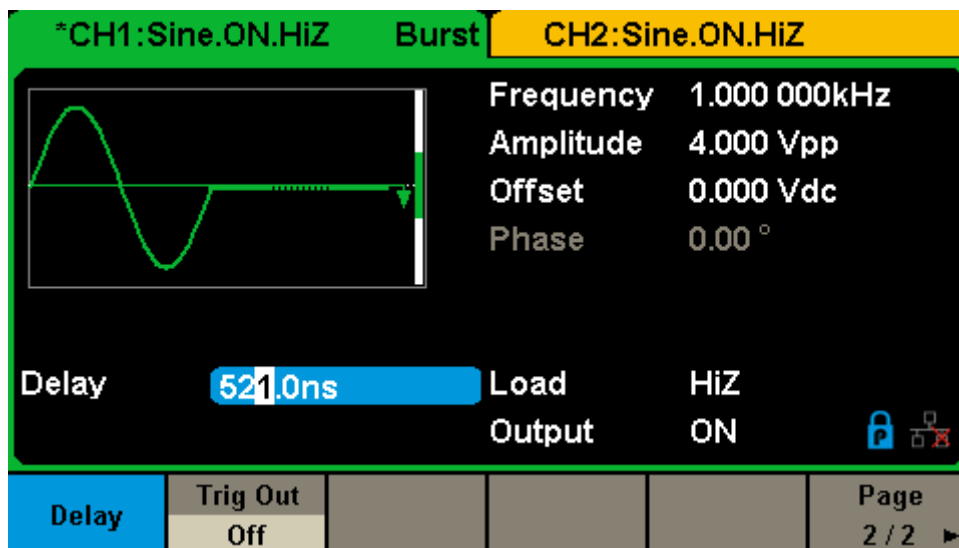 *CH1:Sine.ON.HiZ Burst CH2:Sine.ON.HiZ
Frequency 1.000 000kHz
Amplitude 4.000 Vpp
Offset 0.000 Vdc
Phase 0.00 °
Delay 521.0ns Load HiZ
Output ON P
Delay Trig Out Off Page 2 / 2 ►